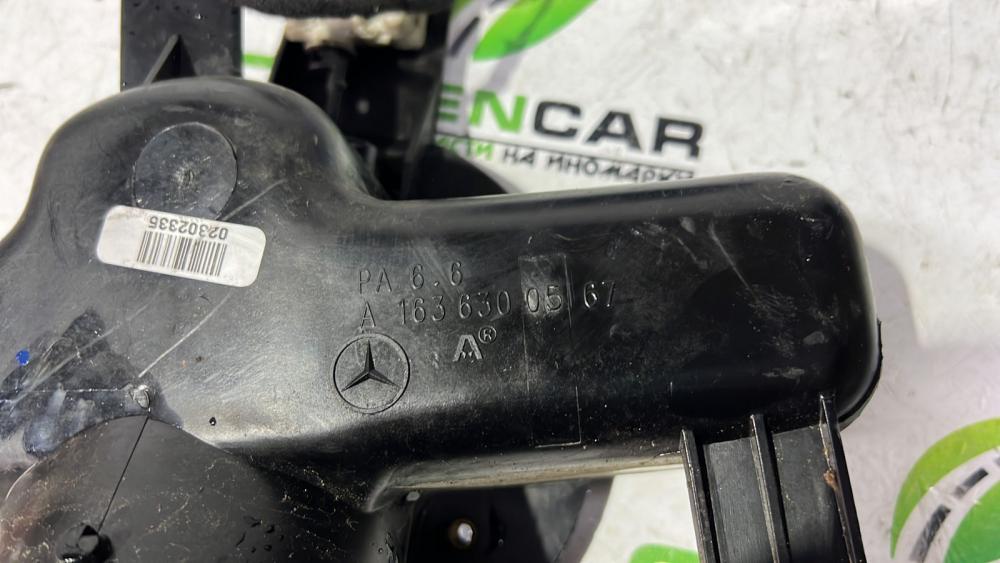 ENCAR
НА ИНОМАРКИ
02302335
PA 6.6
A 163 630 05 67
A®